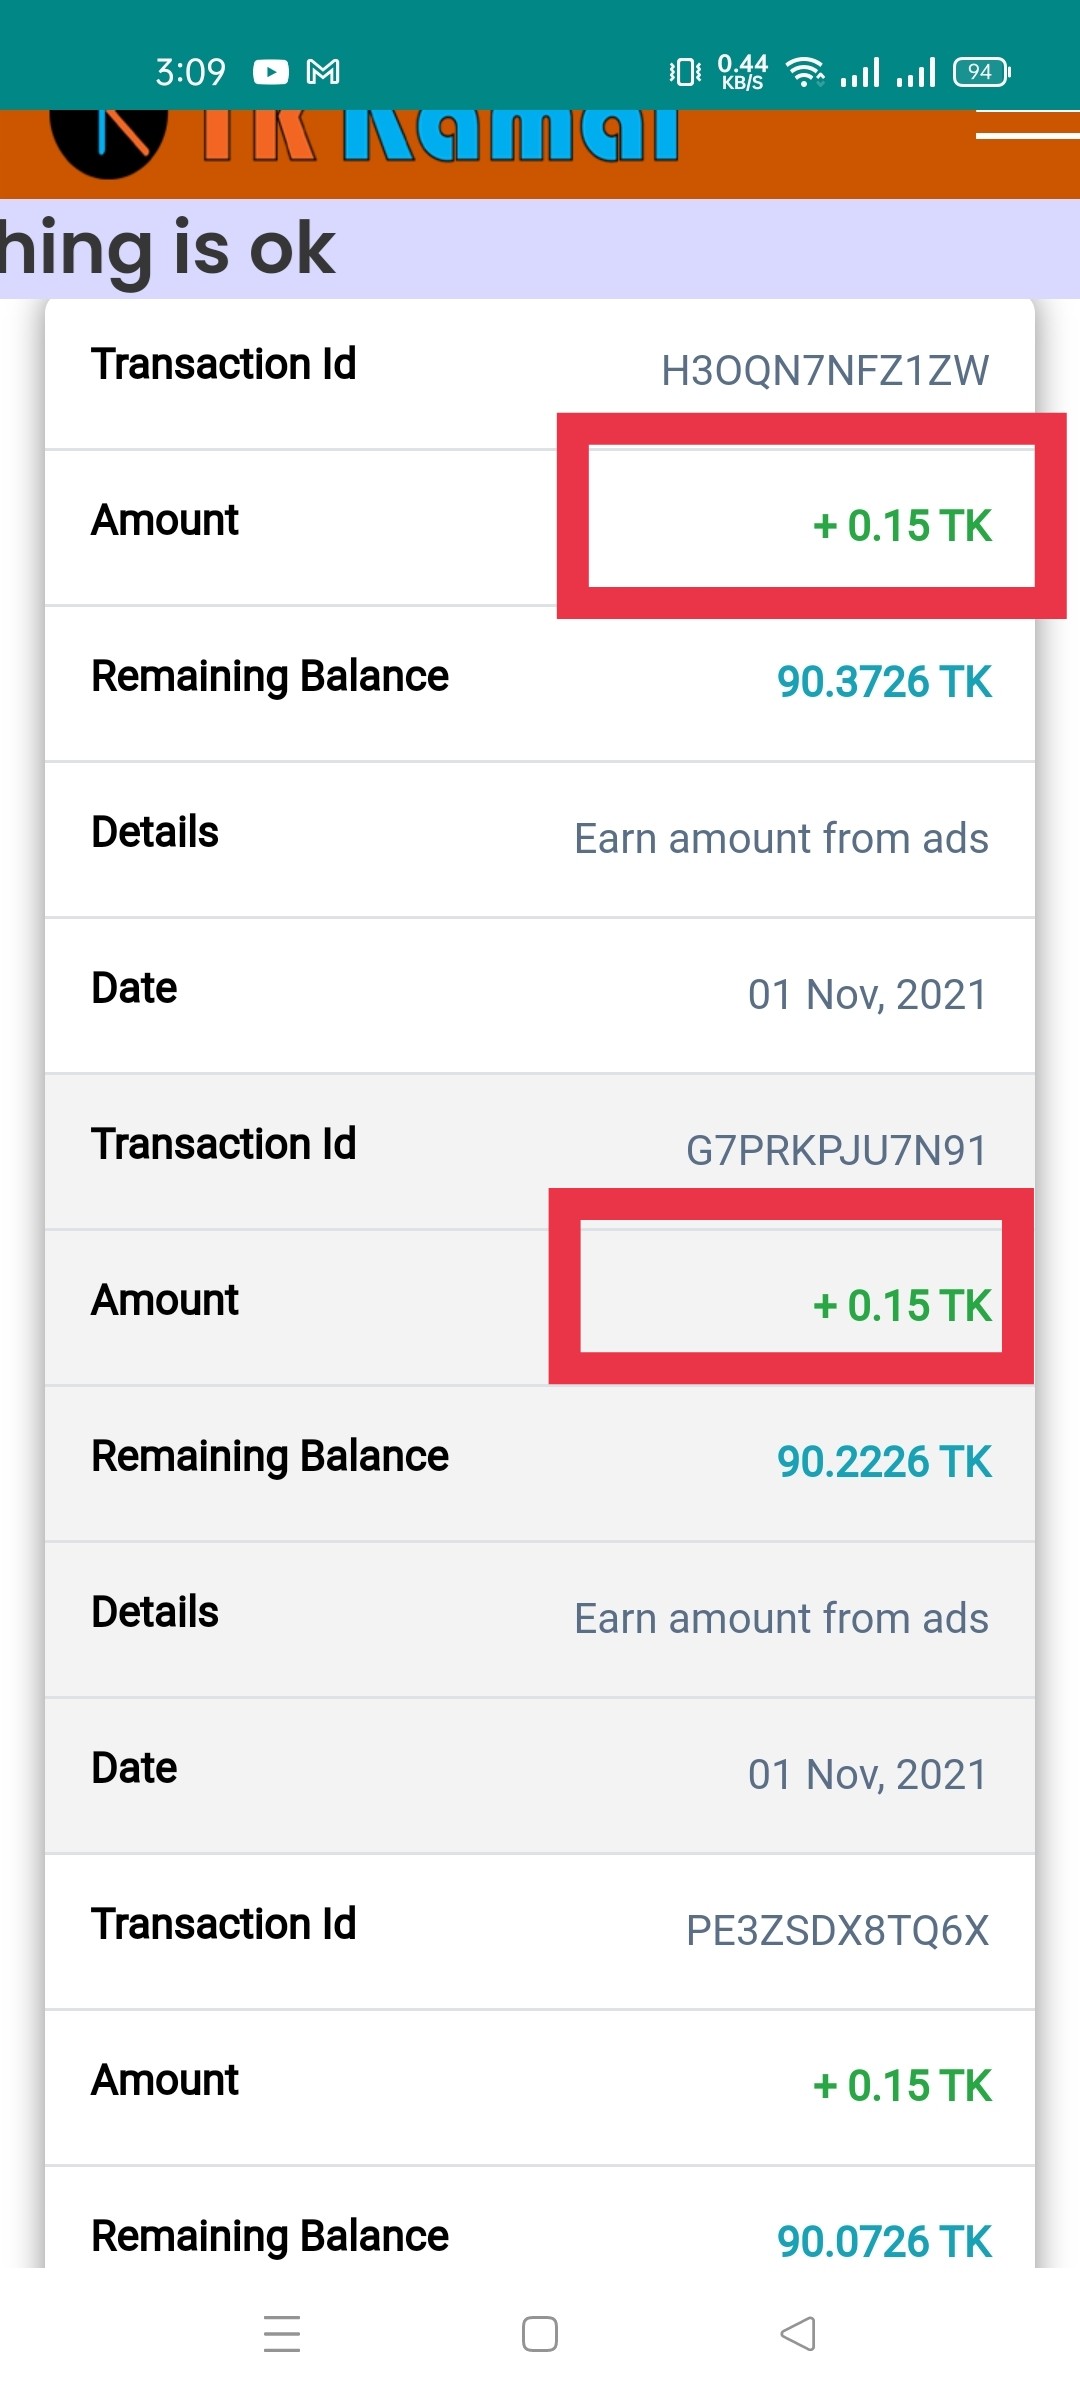 3:09
0.44
KB/S
94
TK Kamal
hing is ok
Transaction Id H3OQN7NFZ1ZW
Amount + 0.15 TK
Remaining Balance 90.3726 TK
Details Earn amount from ads
Date 01 Nov, 2021
Transaction Id G7PRKPJU7N91
Amount + 0.15 TK
Remaining Balance 90.2226 TK
Details Earn amount from ads
Date 01 Nov, 2021
Transaction Id PE3ZSDX8TQ6X
Amount + 0.15 TK
Remaining Balance 90.0726 TK